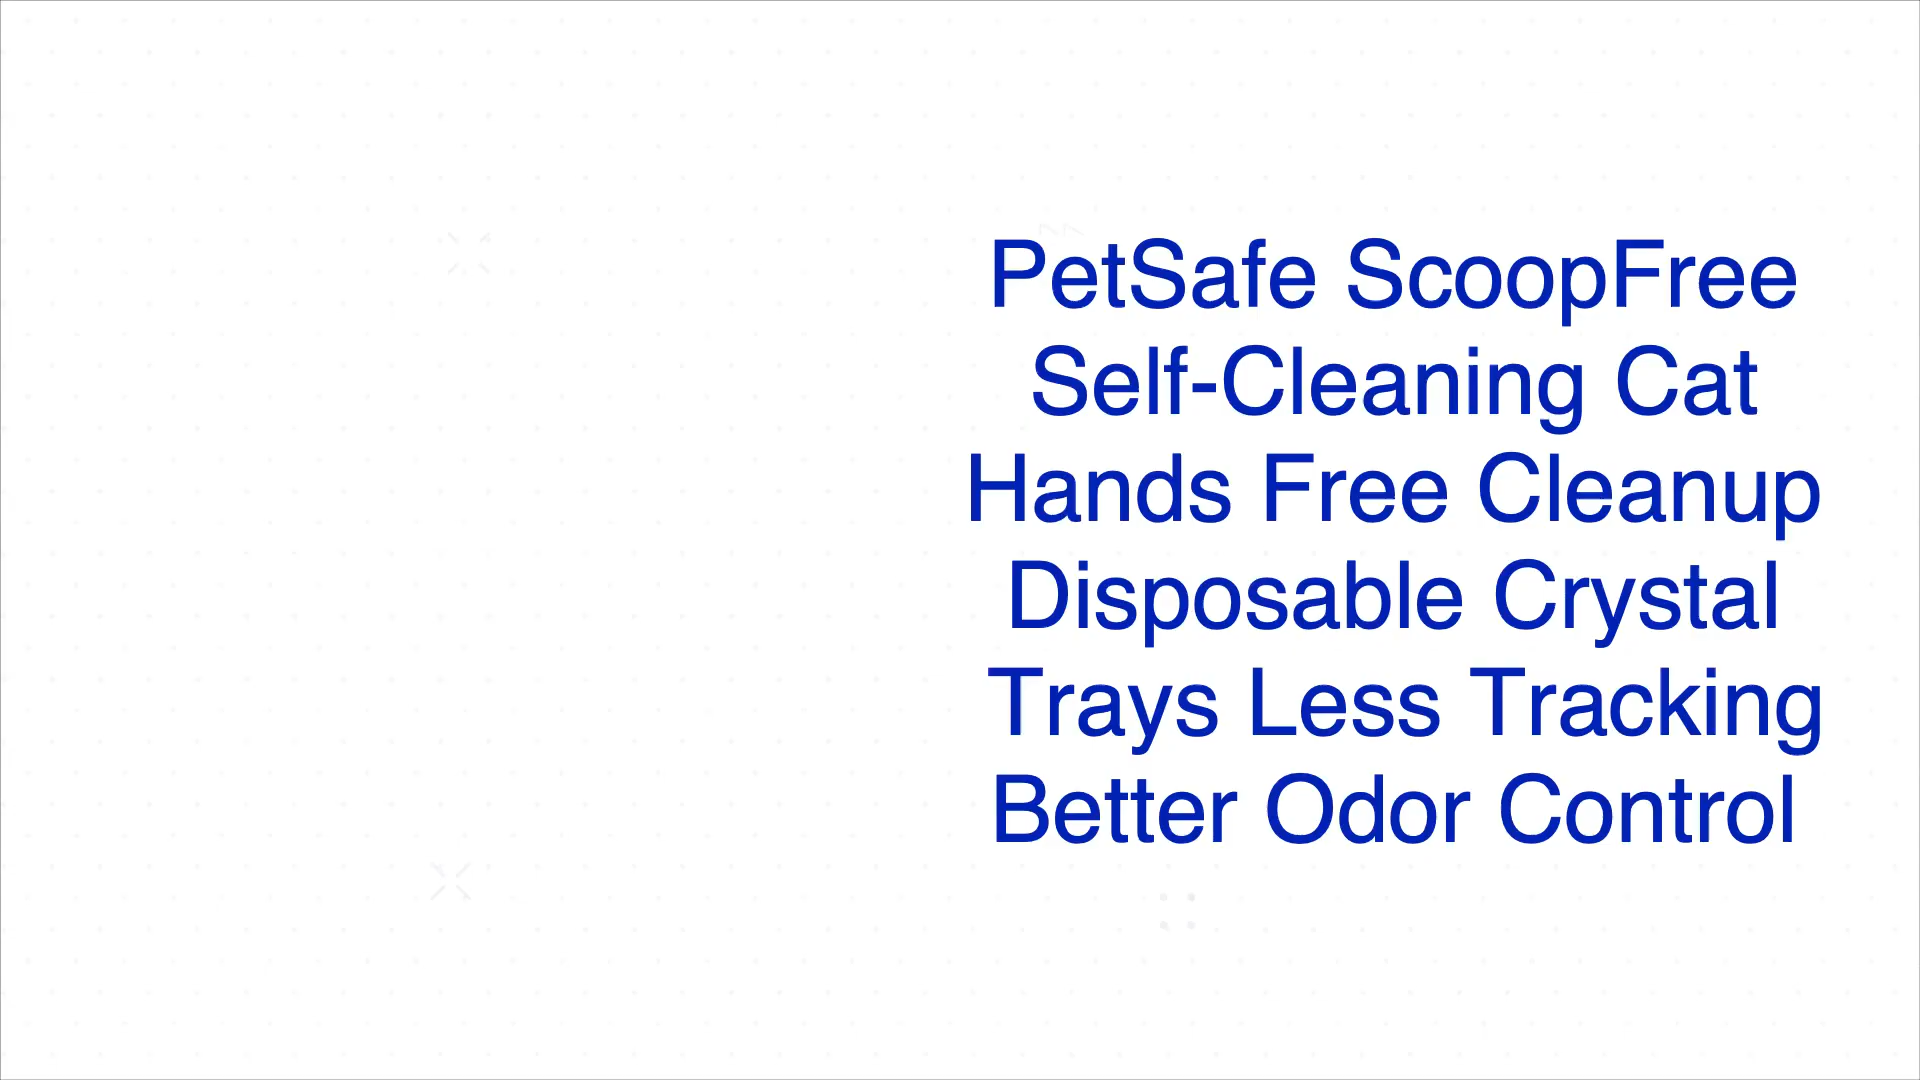 PetSafe ScoopFree
Self-Cleaning Cat
Hands Free Cleanup
Disposable Crystal
Trays Less Tracking
Better Odor Control